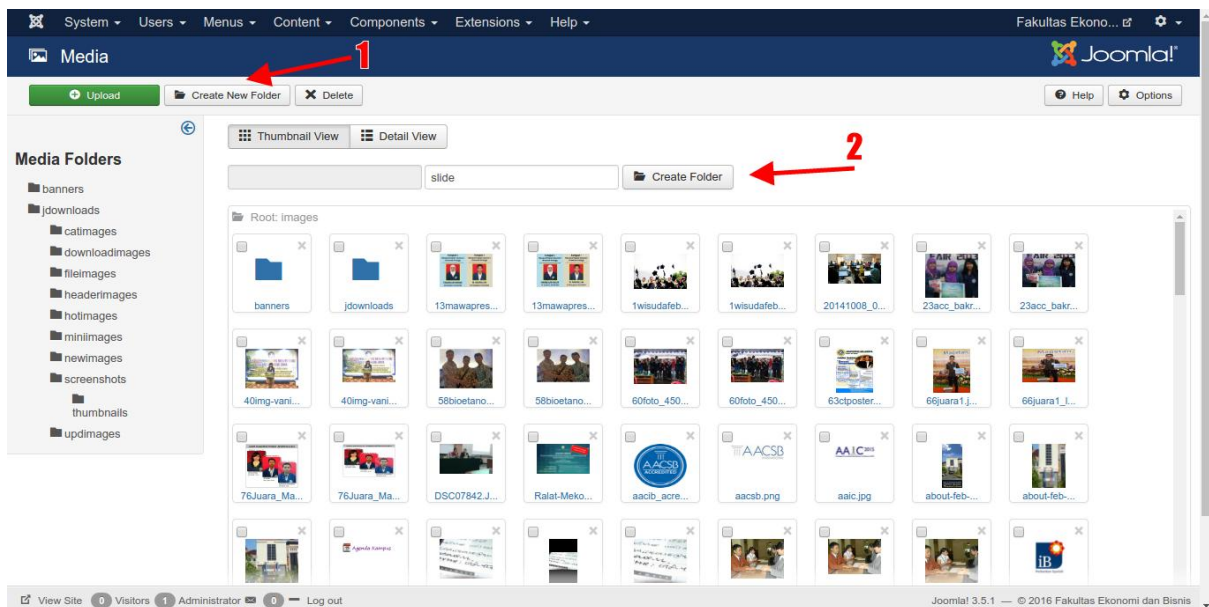 System Users Menus Content Components Extensions Help Fakultas Ekono...
Media Joomla!
1
Upload Create New Folder Delete Help Options
Thumbnail View Detail View
Media Folders
2
slide Create Folder
banners
jdownloads
catimages
downloadimages
fileimages
headerimages
hotimages
miniimages
newimages
screenshots
thumbnails
updimages
Root: images
banners jdownloads 13mawapres... 13mawapres... 1wisudafeb... 1wisudafeb... 20141008_0... 23acc_bakr... 23acc_bakr...
40img-vani... 40img-vani... 58bioetano... 58bioetano... 60foto_450... 60foto_450... 63ctposter... 66juara1.j... 66juara1_l...
AACSB ACCREDITED AACSB AAIC
76Juara_Ma... 76Juara_Ma... DSC07842.J... Ralat-Meko... aacib_acre... aacsb.png aaic.jpg about-feb-... about-feb-...
Agenda Kampus iB
View Site 0 Visitors 1 Administrator 0 Log out Joomla! 3.5.1 — © 2016 Fakultas Ekonomi dan Bisnis